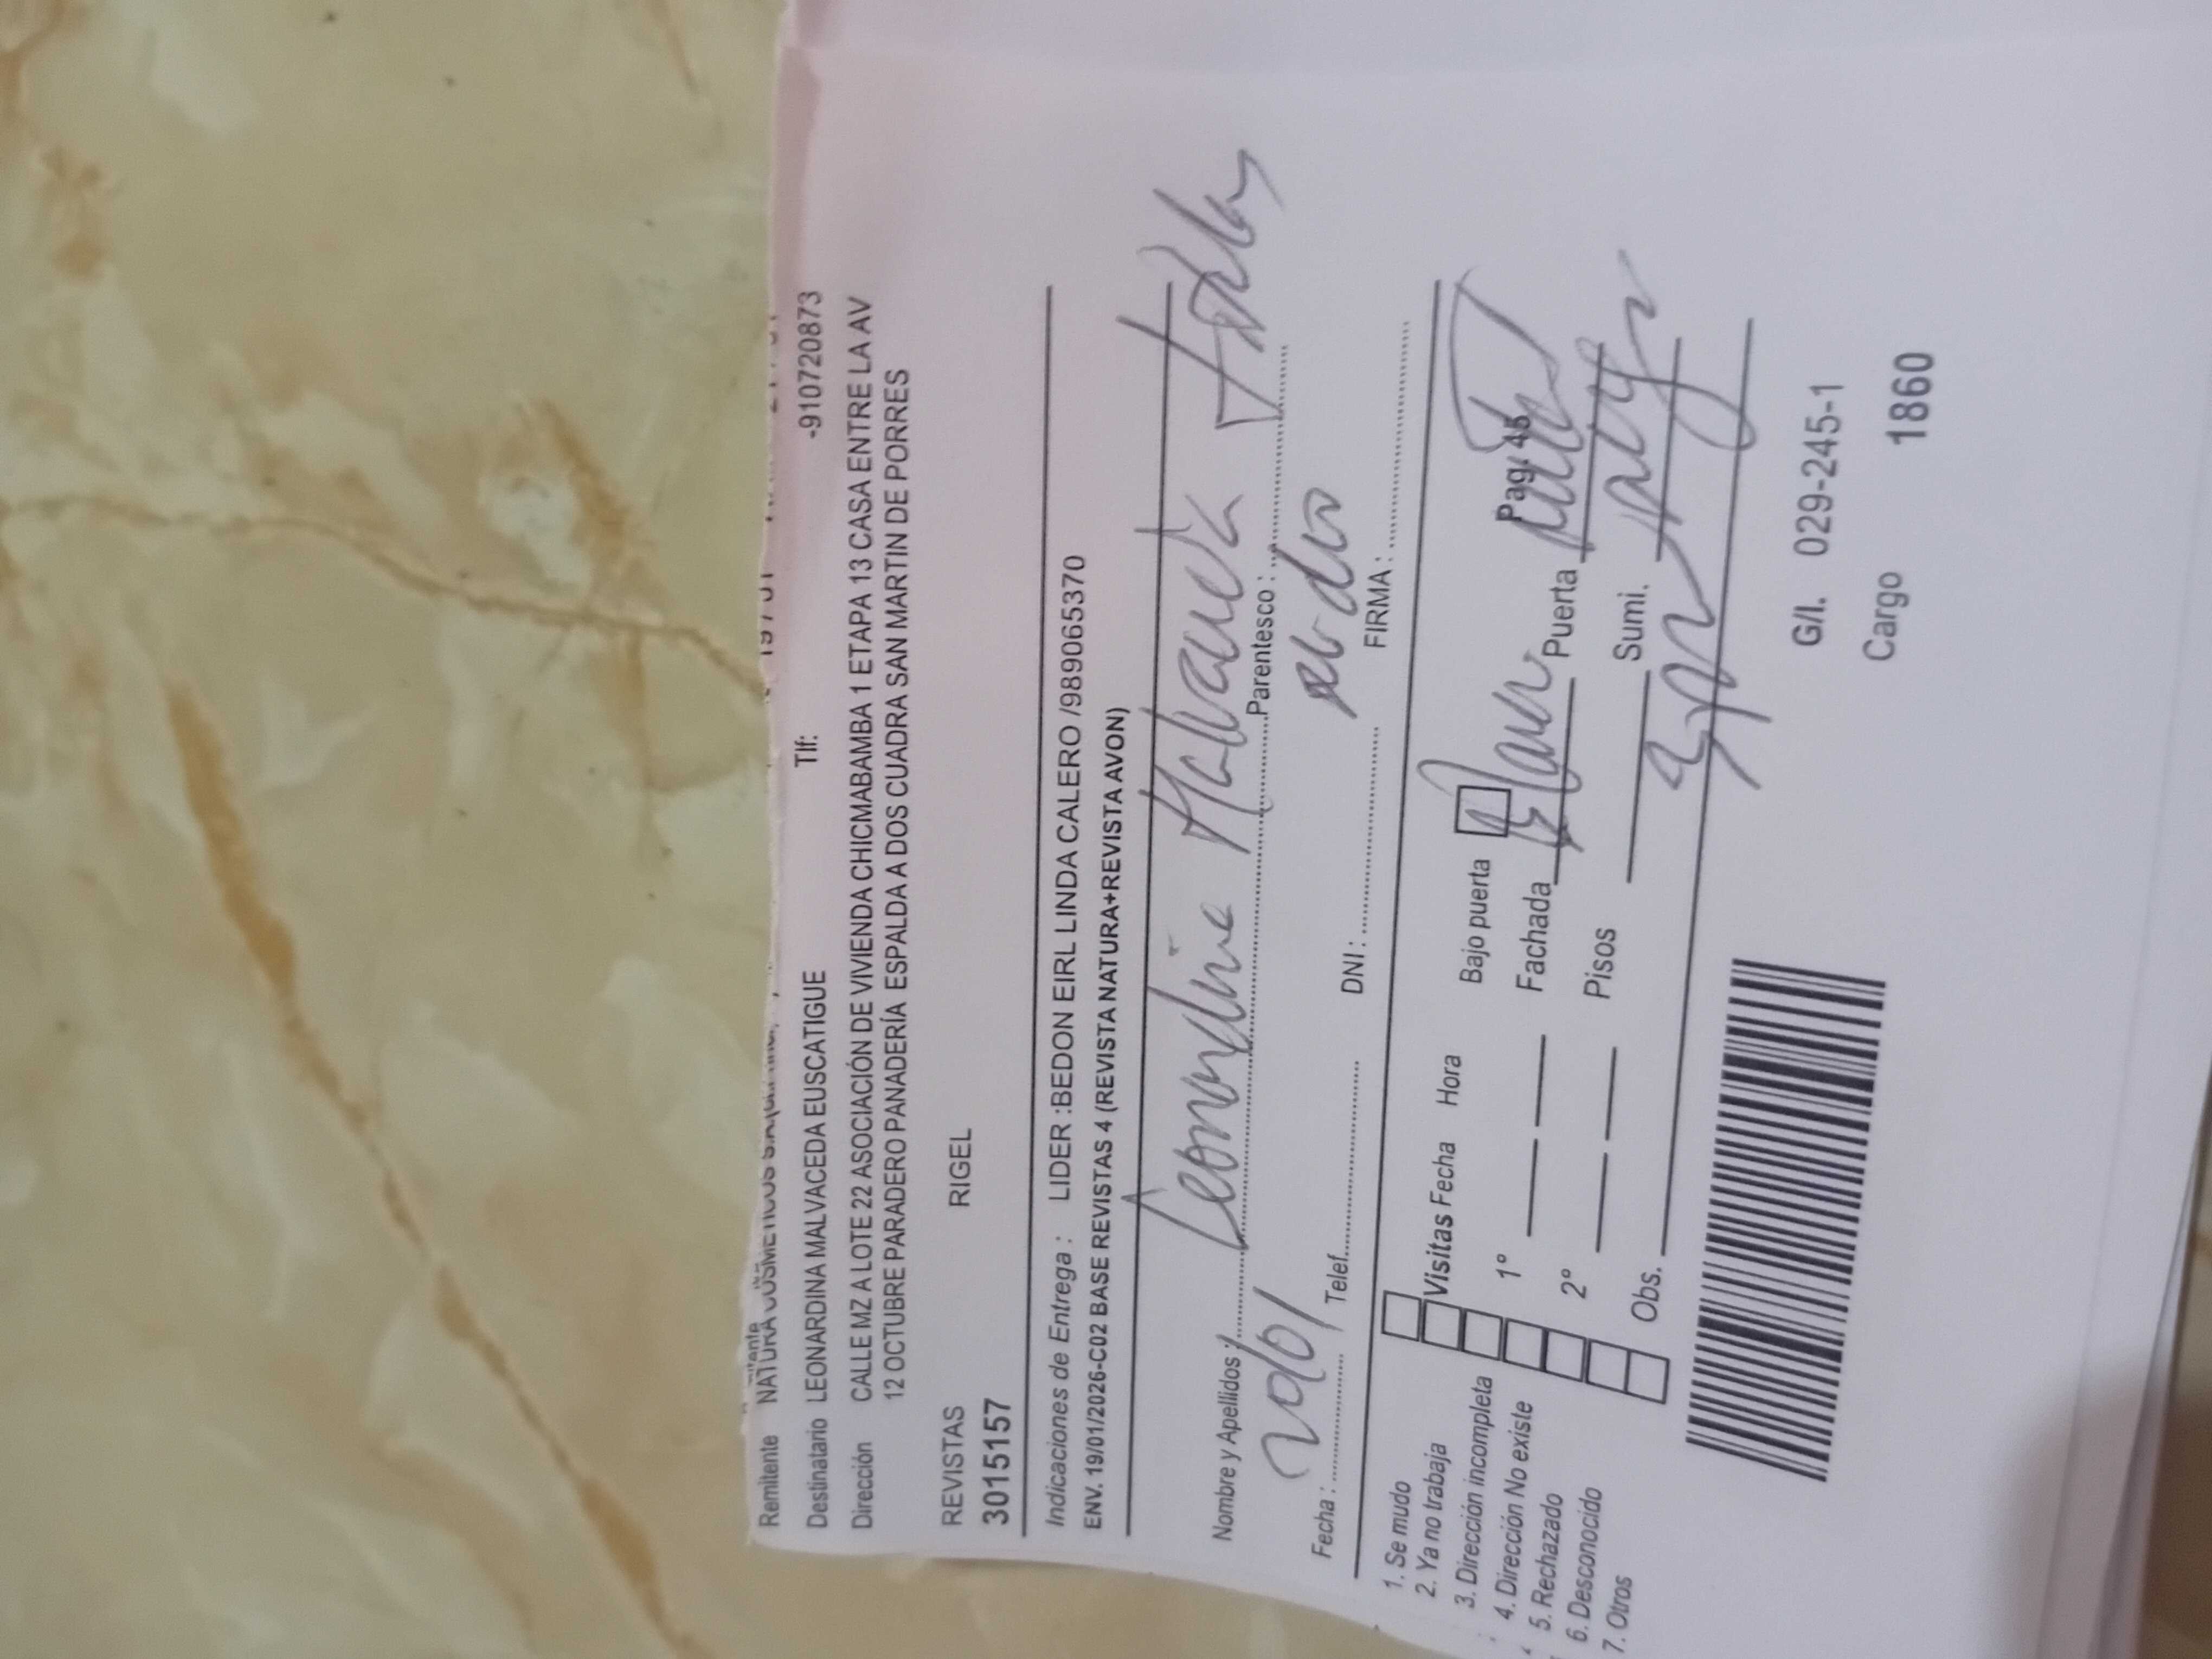 Remitente NATURA COSMETICOS S.A.
Destinatario LEONARDINA MALVACEDA EUSCATIGUE Tlf: -910720873
Dirección CALLE MZ A LOTE 22 ASOCIACIÓN DE VIVIENDA CHICMABAMBA 1 ETAPA 13 CASA ENTRE LA AV
12 OCTUBRE PARADERO PANADERÍA ESPALDA A DOS CUADRA SAN MARTIN DE PORRES
REVISTAS RIGEL
3015157
Indicaciones de Entrega : LIDER :BEDON EIRL LINDA CALERO /989065370
ENV. 19/01/2026-C02 BASE REVISTAS 4 (REVISTA NATURA+REVISTA AVON)
Nombre y Apellidos : Leonardina Malvaceda Parentesco :
Fecha : Telef. DNI : FIRMA :
1. Se mudo
2. Ya no trabaja
3. Dirección incompleta
4. Dirección No existe
5. Rechazado
6. Desconocido
7. Otros
Visitas Fecha Hora Bajo puerta Pag. 45
1° Fachada Blanco Puerta
2° Pisos Sumi.
Obs.
G/I. 029-245-1
Cargo 1860